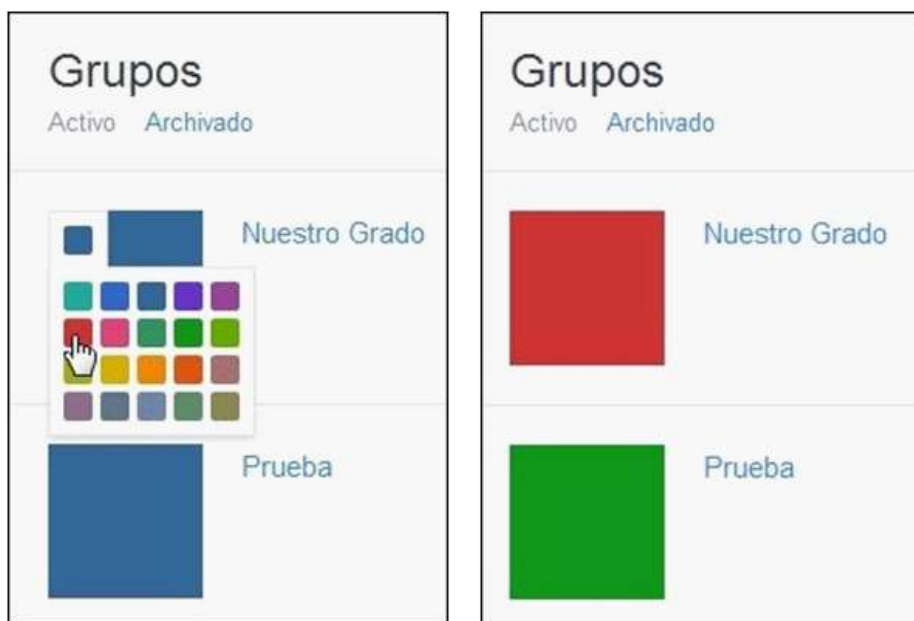 Grupos
Activo Archivado
Nuestro Grado
Prueba
Grupos
Activo Archivado
Nuestro Grado
Prueba